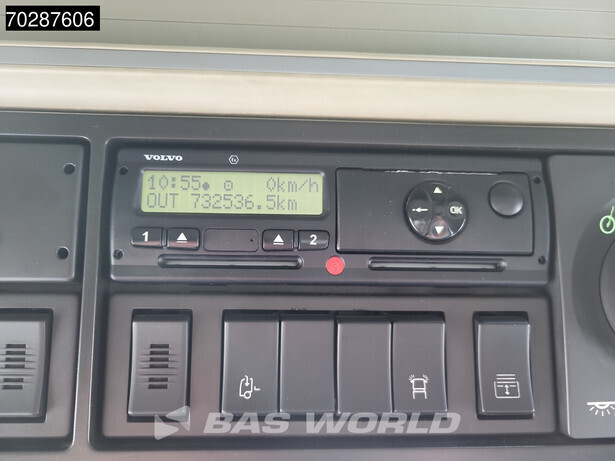 70287606
VOLVO
10:55 0km/h
OUT 732536.5km
OK
1 2
BAS WORLD